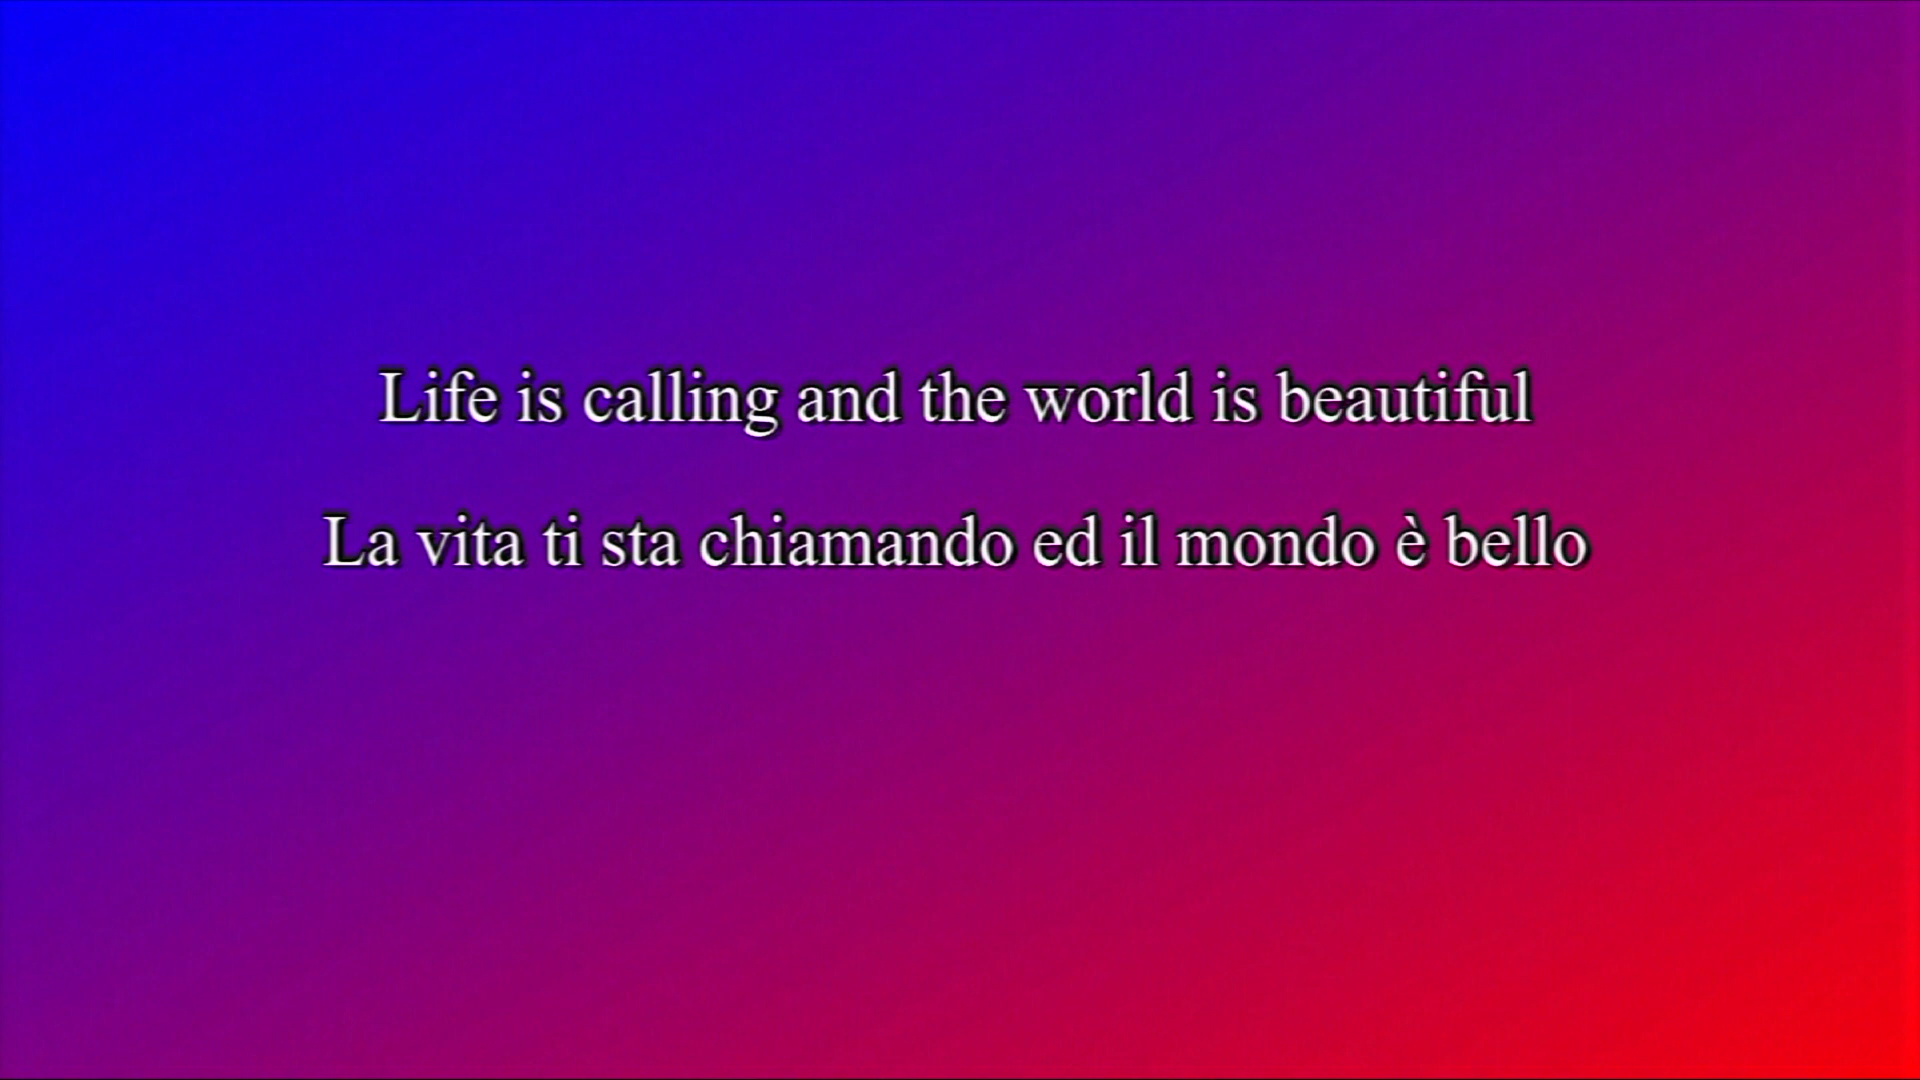 Life is calling and the world is beautiful
La vita ti sta chiamando ed il mondo è bello